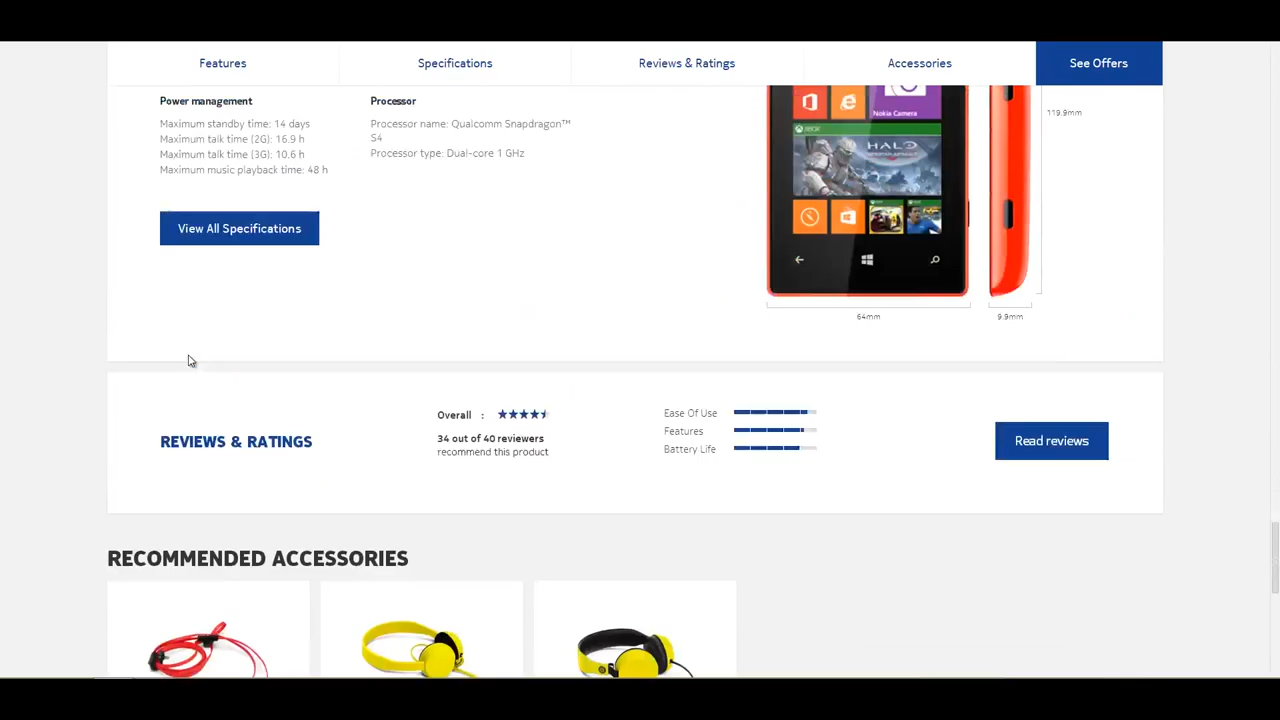 Features
Specifications
Reviews & Ratings
Accessories
See Offers
Power management
Maximum standby time: 14 days
Maximum talk time (2G): 16.9 h
Maximum talk time (3G): 10.6 h
Maximum music playback time: 48 h
Processor
Processor name: Qualcomm Snapdragon™
S4
Processor type: Dual-core 1 GHz
View All Specifications
Nokia Camera
XBOX
HALO
119.9mm
64mm
9.9mm
REVIEWS & RATINGS
Overall :
34 out of 40 reviewers
recommend this product
Ease Of Use
Features
Battery Life
Read reviews
RECOMMENDED ACCESSORIES